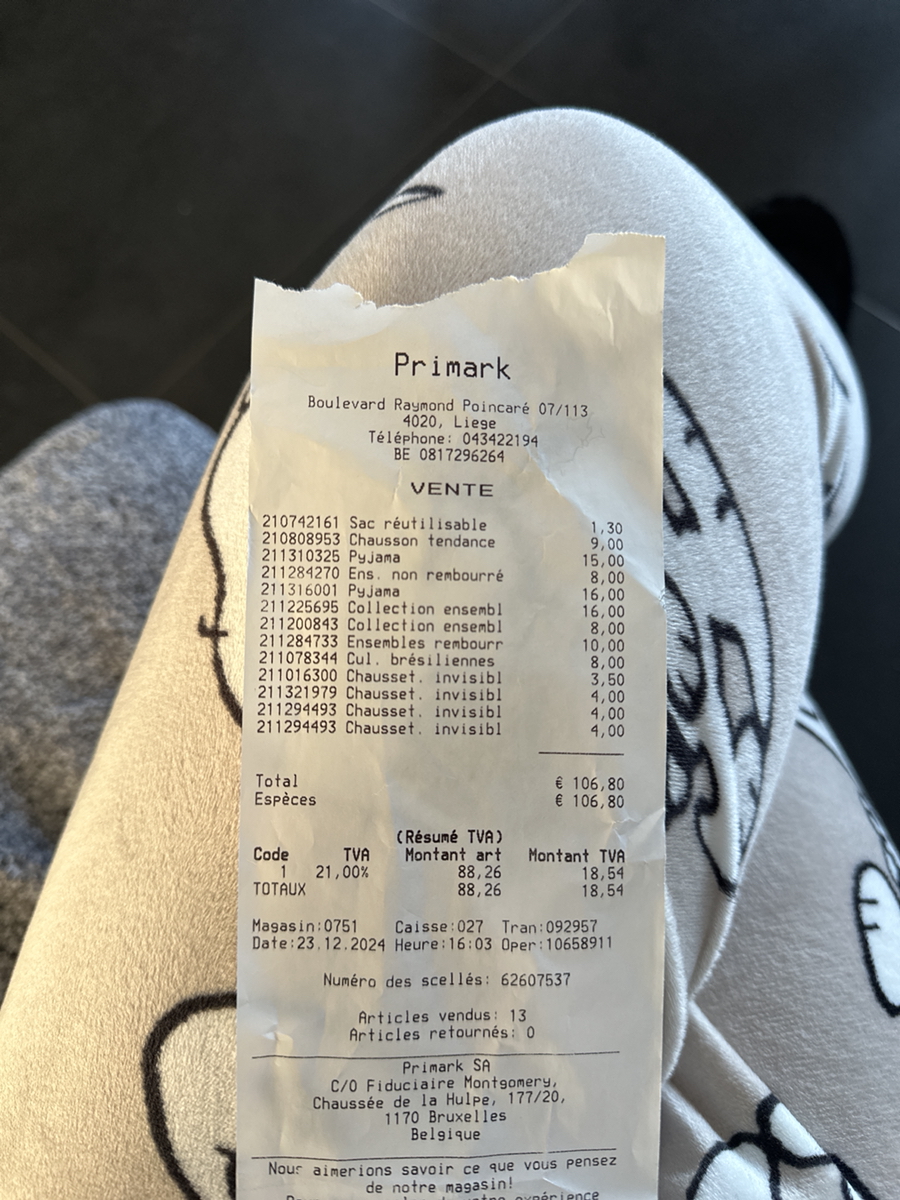 Primark
Boulevard Raymond Poincaré 07/113
4020, Liege
Téléphone: 043422194
BE 0817296264
VENTE
210742161 Sac réutilisable 1,30
210808953 Chausson tendance 9,00
211310325 Pyjama 15,00
211284270 Ens. non rembourré 8,00
211316001 Pyjama 16,00
211225695 Collection ensembl 16,00
211200843 Collection ensembl 8,00
211284733 Ensembles rembourr 10,00
211078344 Cul. brésiliennes 8,00
211016300 Chausset. invisibl 3,50
211321979 Chausset. invisibl 4,00
211294493 Chausset. invisibl 4,00
211294493 Chausset. invisibl 4,00
Total € 106,80
Espèces € 106,80
(Résumé TVA)
Code TVA Montant art Montant TVA
1 21,00% 88,26 18,54
TOTAUX 88,26 18,54
Magasin:0751 Caisse:027 Tran:092957
Date:23.12.2024 Heure:16:03 Oper:10658911
Numéro des scellés: 62607537
Articles vendus: 13
Articles retournés: 0
Primark SA
C/O Fiduciaire Montgomery,
Chaussée de la Hulpe, 177/20,
1170 Bruxelles
Belgique
Nous aimerions savoir ce que vous pensez
de notre magasin!
expérience